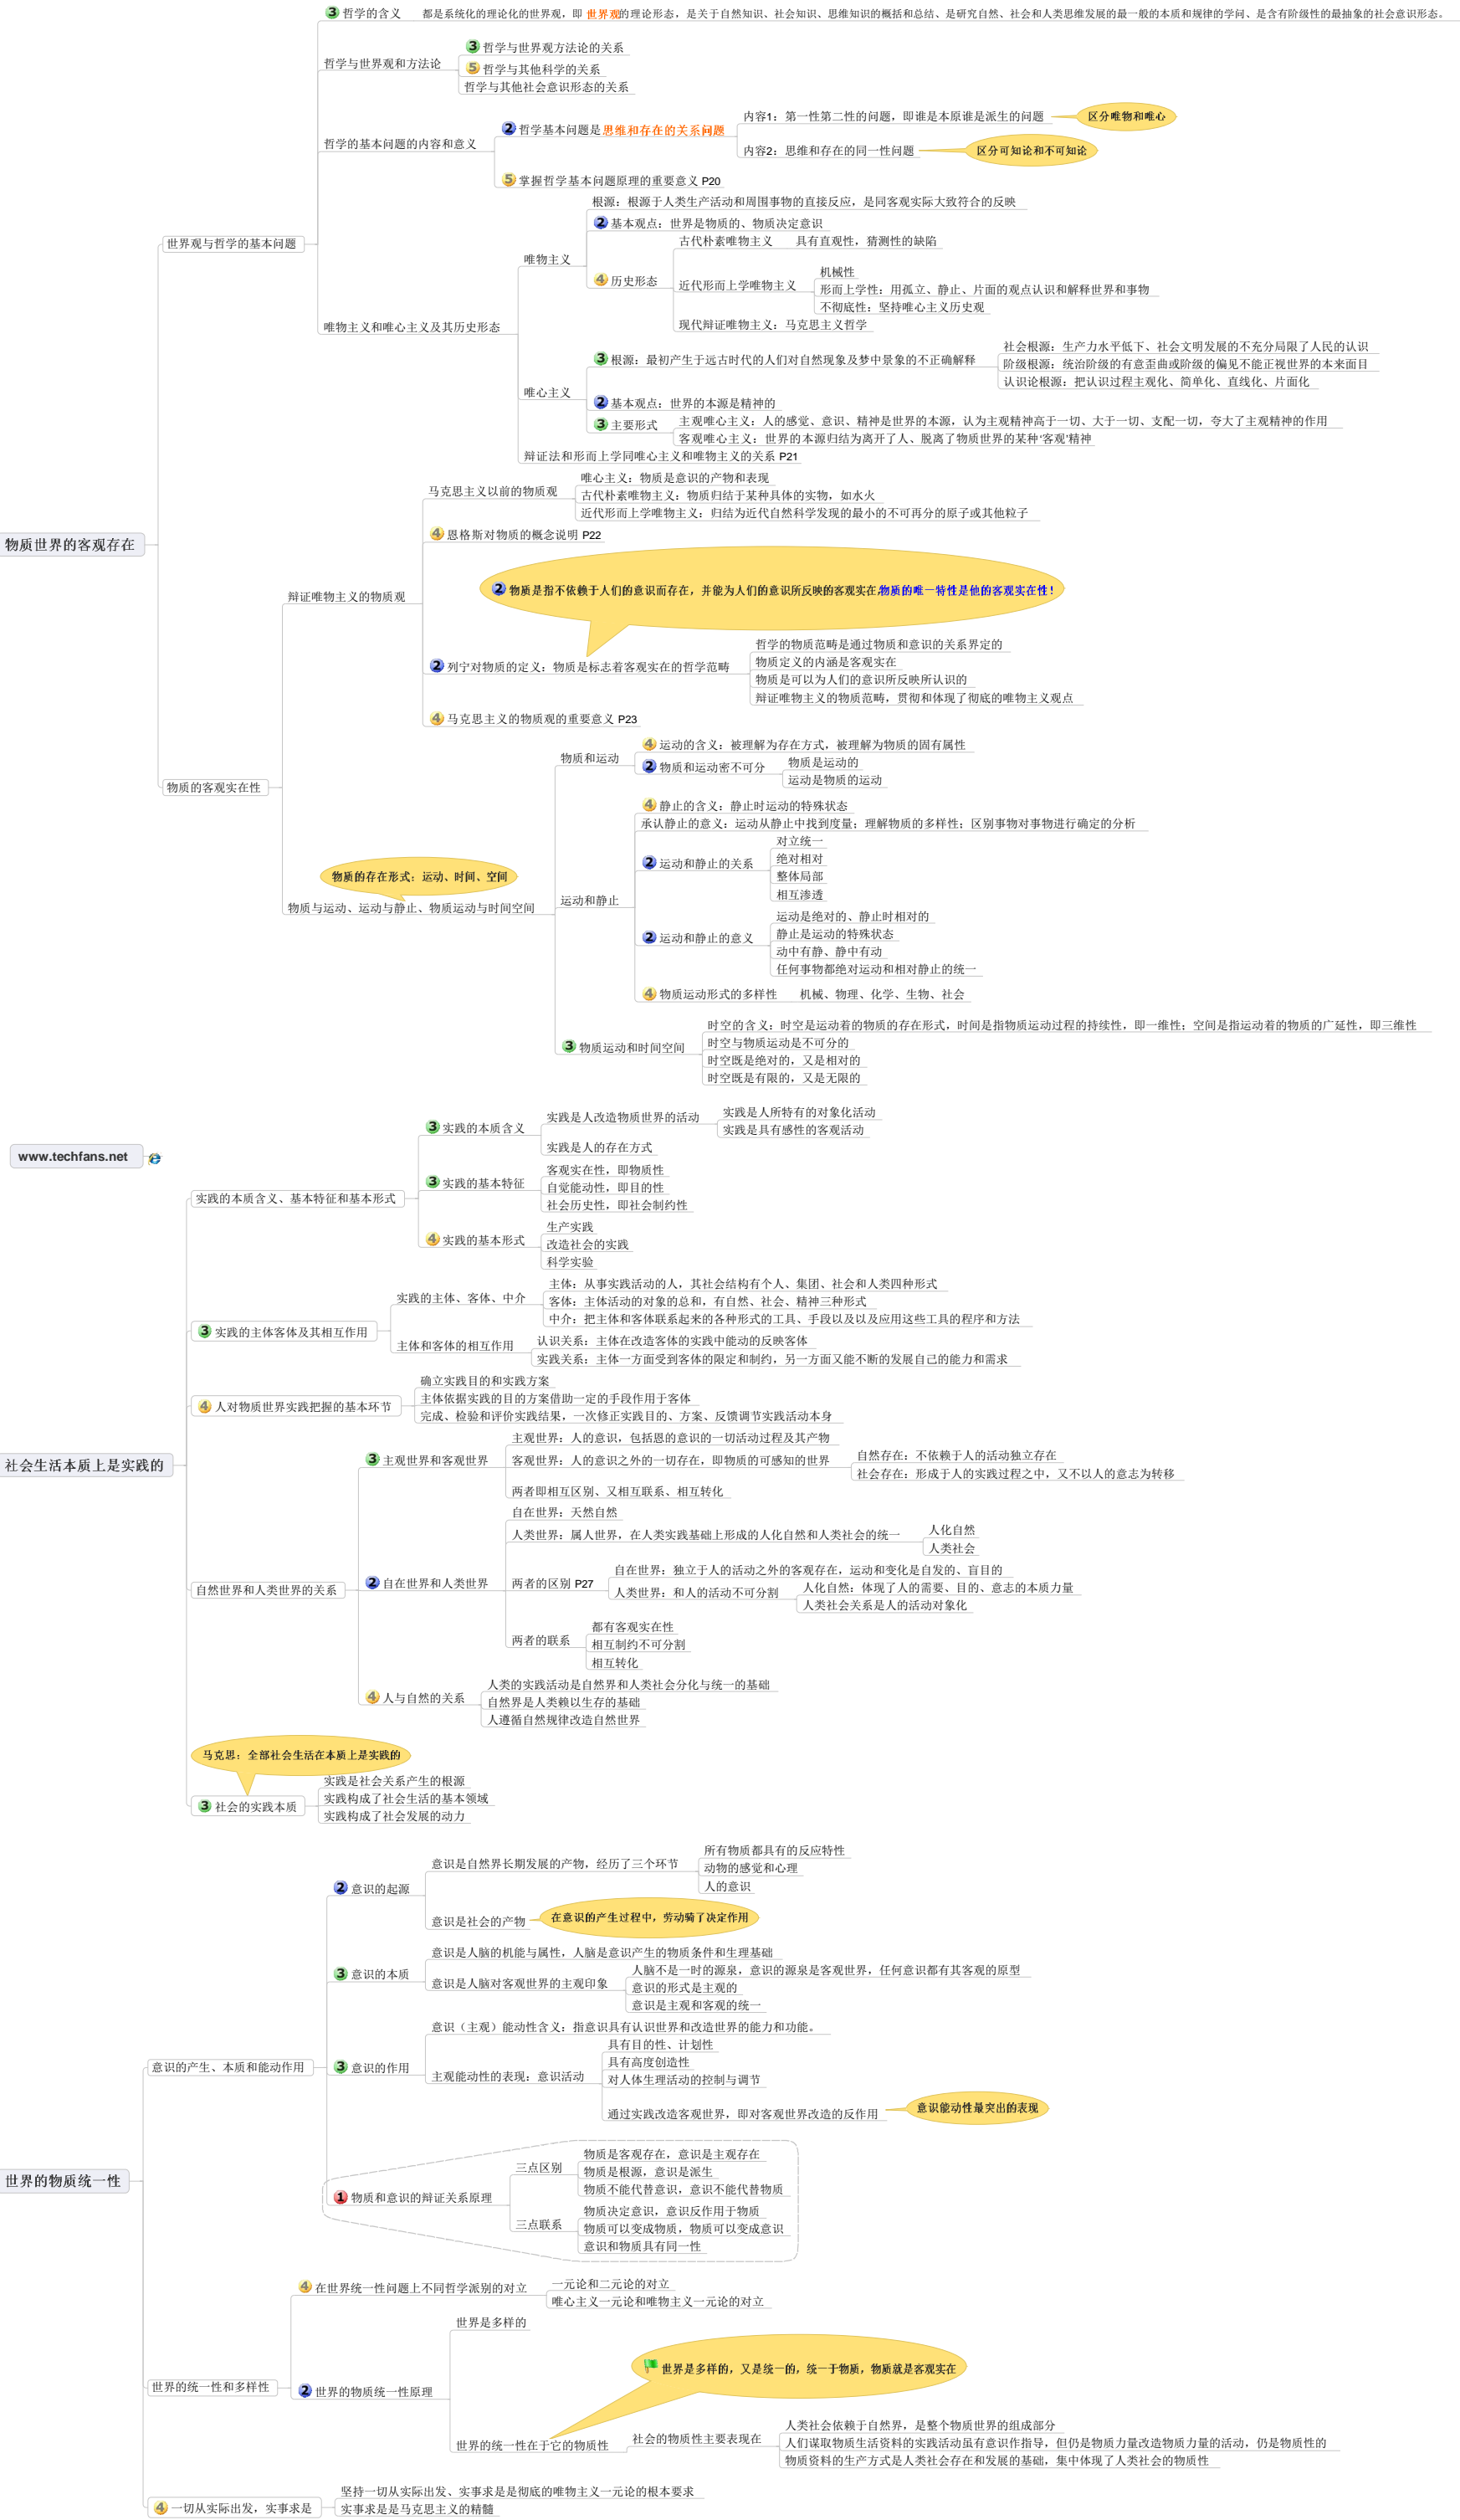 ③ 哲学的含义 都是系统化的理论化的世界观，即 世界观的理论形态，是关于自然知识、社会知识、思维知识的概括和总结、是研究自然、社会和人类思维发展的最一般的本质和规律的学问、是含有阶级性的最抽象的社会意识形态。
哲学与世界观和方法论
③ 哲学与世界观方法论的关系
⑤ 哲学与其他科学的关系
哲学与其他社会意识形态的关系
哲学的基本问题的内容和意义
② 哲学基本问题是 思维和存在的关系问题
内容1：第一性第二性的问题，即谁是本原谁是派生的问题
区分唯物和唯心
内容2：思维和存在的同一性问题
区分可知论和不可知论
⑤ 掌握哲学基本问题原理的重要意义 P20
世界观与哲学的基本问题
唯物主义和唯心主义及其历史形态
唯物主义
根源：根源于人类生产活动和周围事物的直接反应，是同客观实际大致符合的反映
② 基本观点：世界是物质的、物质决定意识
④ 历史形态
古代朴素唯物主义 具有直观性，猜测性的缺陷
近代形而上学唯物主义
机械性
形而上学性：用孤立、静止、片面的观点认识和解释世界和事物
不彻底性：坚持唯心主义历史观
现代辩证唯物主义：马克思主义哲学
唯心主义
③ 根源：最初产生于远古时代的人们对自然现象及梦中景象的不正确解释
社会根源：生产力水平低下、社会文明发展的不充分局限了人民的认识
阶级根源：统治阶级的有意歪曲或阶级的偏见不能正视世界的本来面目
认识论根源：把认识过程主观化、简单化、直线化、片面化
② 基本观点：世界的本源是精神的
③ 主要形式
主观唯心主义：人的感觉、意识、精神是世界的本源，认为主观精神高于一切、大于一切、支配一切，夸大了主观精神的作用
客观唯心主义：世界的本源归结为离开了人、脱离了物质世界的某种‘客观’精神
辩证法和形而上学同唯心主义和唯物主义的关系 P21
物质世界的客观存在
物质的客观实在性
辩证唯物主义的物质观
马克思主义以前的物质观
唯心主义：物质是意识的产物和表现
古代朴素唯物主义：物质归结于某种具体的实物，如水火
近代形而上学唯物主义：归结为近代自然科学发现的最小的不可再分的原子或其他粒子
④ 恩格斯对物质的概念说明 P22
② 物质是指不依赖于人们的意识而存在，并能为人们的意识所反映的客观实在,物质的唯一特性是他的客观实在性！
② 列宁对物质的定义：物质是标志着客观实在的哲学范畴
哲学的物质范畴是通过物质和意识的关系界定的
物质定义的内涵是客观实在
物质是可以为人们的意识所反映所认识的
辩证唯物主义的物质范畴，贯彻和体现了彻底的唯物主义观点
④ 马克思主义的物质观的重要意义 P23
物质的存在形式：运动、时间、空间
物质与运动、运动与静止、物质运动与时间空间
物质和运动
④ 运动的含义：被理解为存在方式，被理解为物质的固有属性
② 物质和运动密不可分
物质是运动的
运动是物质的运动
运动和静止
④ 静止的含义：静止时运动的特殊状态
承认静止的意义：运动从静止中找到度量；理解物质的多样性；区别事物对事物进行确定的分析
② 运动和静止的关系
对立统一
绝对相对
整体局部
相互渗透
② 运动和静止的意义
运动是绝对的、静止时相对的
静止是运动的特殊状态
动中有静、静中有动
任何事物都绝对运动和相对静止的统一
④ 物质运动形式的多样性 机械、物理、化学、生物、社会
③ 物质运动和时间空间
时空的含义：时空是运动着的物质的存在形式，时间是指物质运动过程的持续性，即一维性；空间是指运动着的物质的广延性，即三维性
时空与物质运动是不可分的
时空既是绝对的，又是相对的
时空既是有限的，又是无限的
www.techfans.net
社会生活本质上是实践的
实践的本质含义、基本特征和基本形式
③ 实践的本质含义
实践是人改造物质世界的活动
实践是人所特有的对象化活动
实践是具有感性的客观活动
实践是人的存在方式
③ 实践的基本特征
客观实在性，即物质性
自觉能动性，即目的性
社会历史性，即社会制约性
④ 实践的基本形式
生产实践
改造社会的实践
科学实验
③ 实践的主体客体及其相互作用
实践的主体、客体、中介
主体：从事实践活动的人，其社会结构有个人、集团、社会和人类四种形式
客体：主体活动的对象的总和，有自然、社会、精神三种形式
中介：把主体和客体联系起来的各种形式的工具、手段以及以及应用这些工具的程序和方法
主体和客体的相互作用
认识关系：主体在改造客体的实践中能动的反映客体
实践关系：主体一方面受到客体的限定和制约，另一方面又能不断的发展自己的能力和需求
④ 人对物质世界实践把握的基本环节
确立实践目的和实践方案
主体依据实践的目的方案借助一定的手段作用于客体
完成、检验和评价实践结果，一次修正实践目的、方案、反馈调节实践活动本身
自然世界和人类世界的关系
③ 主观世界和客观世界
主观世界：人的意识，包括恩的意识的一切活动过程及其产物
客观世界：人的意识之外的一切存在，即物质的可感知的世界
自然存在：不依赖于人的活动独立存在
社会存在：形成于人的实践过程之中，又不以人的意志为转移
两者即相互区别、又相互联系、相互转化
② 自在世界和人类世界
自在世界：天然自然
人类世界：属人世界，在人类实践基础上形成的人化自然和人类社会的统一
人化自然
人类社会
两者的区别 P27
自在世界：独立于人的活动之外的客观存在，运动和变化是自发的、盲目的
人类世界：和人的活动不可分割
人化自然：体现了人的需要、目的、意志的本质力量
人类社会关系是人的活动对象化
两者的联系
都有客观实在性
相互制约不可分割
相互转化
④ 人与自然的关系
人类的实践活动是自然界和人类社会分化与统一的基础
自然界是人类赖以生存的基础
人遵循自然规律改造自然世界
马克思：全部社会生活在本质上是实践的
③ 社会的实践本质
实践是社会关系产生的根源
实践构成了社会生活的基本领域
实践构成了社会发展的动力
世界的物质统一性
意识的产生、本质和能动作用
② 意识的起源
意识是自然界长期发展的产物，经历了三个环节
所有物质都具有的反应特性
动物的感觉和心理
人的意识
意识是社会的产物
在意识的产生过程中，劳动骑了决定作用
③ 意识的本质
意识是人脑的机能与属性，人脑是意识产生的物质条件和生理基础
意识是人脑对客观世界的主观印象
人脑不是一时的源泉，意识的源泉是客观世界，任何意识都有其客观的原型
意识的形式是主观的
意识是主观和客观的统一
③ 意识的作用
意识（主观）能动性含义：指意识具有认识世界和改造世界的能力和功能。
主观能动性的表现：意识活动
具有目的性、计划性
具有高度创造性
对人体生理活动的控制与调节
通过实践改造客观世界，即对客观世界改造的反作用
意识能动性最突出的表现
① 物质和意识的辩证关系原理
三点区别
物质是客观存在，意识是主观存在
物质是根源，意识是派生
物质不能代替意识，意识不能代替物质
三点联系
物质决定意识，意识反作用于物质
物质可以变成物质，物质可以变成意识
意识和物质具有同一性
世界的统一性和多样性
④ 在世界统一性问题上不同哲学派别的对立
一元论和二元论的对立
唯心主义一元论和唯物主义一元论的对立
② 世界的物质统一性原理
世界是多样的
世界是多样的，又是统一的，统一于物质，物质就是客观实在
世界的统一性在于它的物质性
社会的物质性主要表现在
人类社会依赖于自然界，是整个物质世界的组成部分
人们谋取物质生活资料的实践活动虽有意识作指导，但仍是物质力量改造物质力量的活动，仍是物质性的
物质资料的生产方式是人类社会存在和发展的基础，集中体现了人类社会的物质性
④ 一切从实际出发，实事求是
坚持一切从实际出发、实事求是是彻底的唯物主义一元论的根本要求
实事求是是马克思主义的精髓